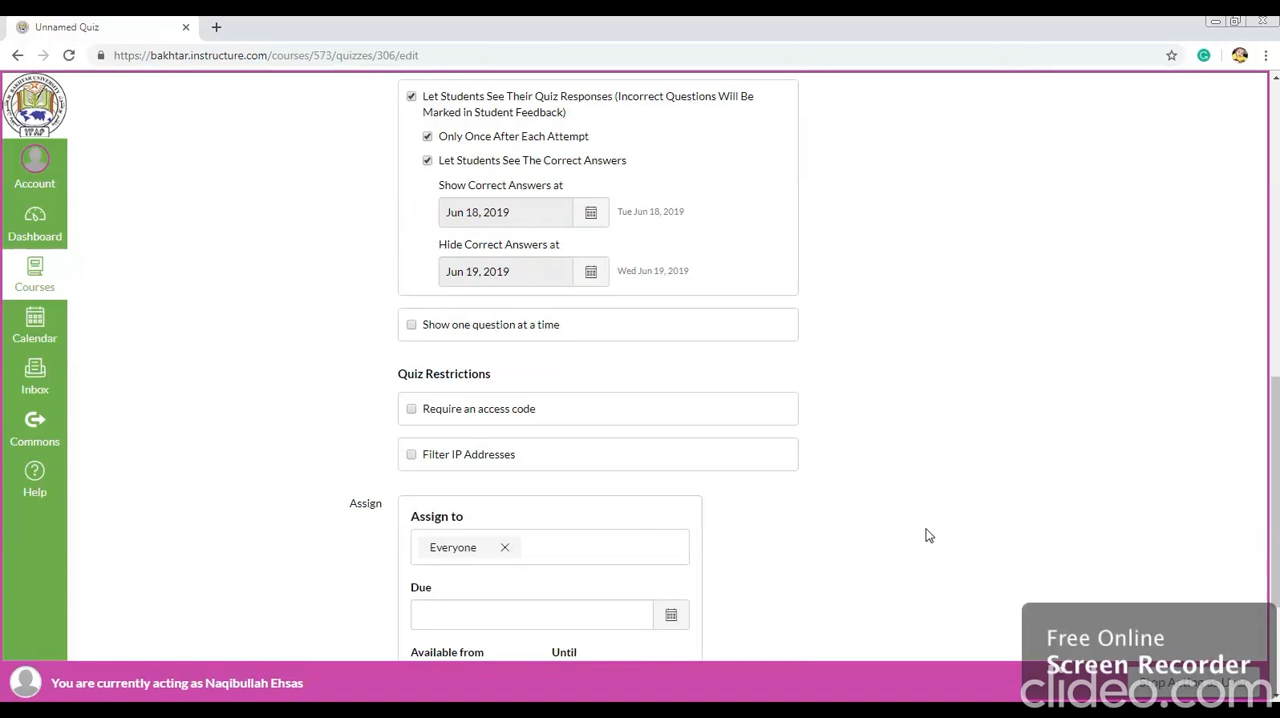 Unnamed Quiz
https://bakhtar.instructure.com/courses/573/quizzes/306/edit
BAKHTAR UNIVERSITY
Account
Dashboard
Courses
Calendar
Inbox
Commons
Help
Let Students See Their Quiz Responses (Incorrect Questions Will Be
Marked in Student Feedback)
Only Once After Each Attempt
Let Students See The Correct Answers
Show Correct Answers at
Jun 18, 2019
Tue Jun 18, 2019
Hide Correct Answers at
Jun 19, 2019
Wed Jun 19, 2019
Show one question at a time
Quiz Restrictions
Require an access code
Filter IP Addresses
Assign
Assign to
Everyone
Due
Available from
Until
You are currently acting as Naqibullah Ehsas
Free Online
Screen Recorder
clideo.com